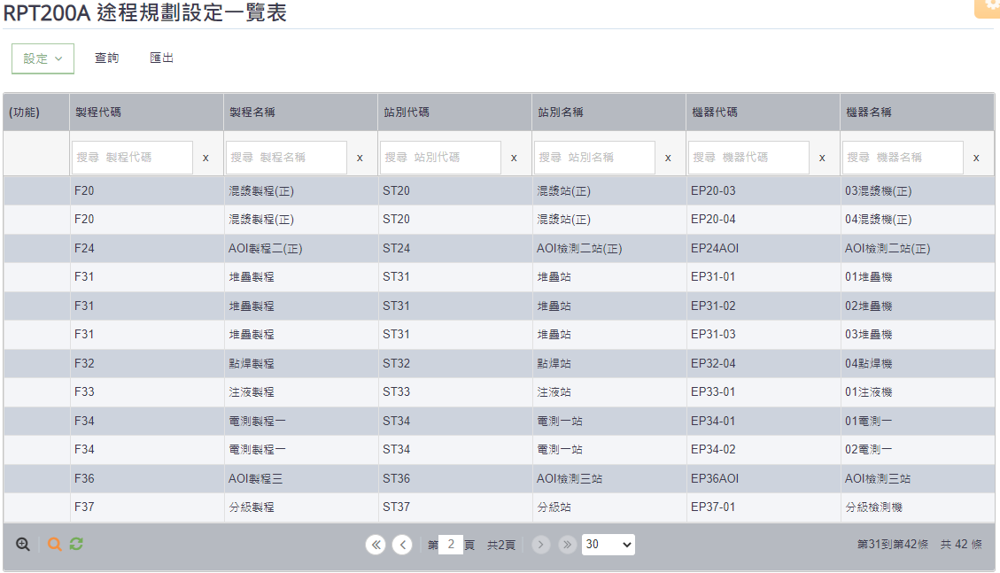 RPT200A 途程規劃設定一覽表
設定 查詢 匯出
(功能) 製程代碼 製程名稱 站別代碼 站別名稱 機器代碼 機器名稱
搜尋 製程代碼 x 搜尋 製程名稱 x 搜尋 站別代碼 x 搜尋 站別名稱 x 搜尋 機器代碼 x 搜尋 機器名稱 x
F20 混漿製程(正) ST20 混漿站(正) EP20-03 03混漿機(正)
F20 混漿製程(正) ST20 混漿站(正) EP20-04 04混漿機(正)
F24 AOI製程二(正) ST24 AOI檢測二站(正) EP24AOI AOI檢測二站(正)
F31 堆疊製程 ST31 堆疊站 EP31-01 01堆疊機
F31 堆疊製程 ST31 堆疊站 EP31-02 02堆疊機
F31 堆疊製程 ST31 堆疊站 EP31-03 03堆疊機
F32 點焊製程 ST32 點焊站 EP32-04 04點焊機
F33 注液製程 ST33 注液站 EP33-01 01注液機
F34 電測製程一 ST34 電測一站 EP34-01 01電測一
F34 電測製程一 ST34 電測一站 EP34-02 02電測一
F36 AOI製程三 ST36 AOI檢測三站 EP36AOI AOI檢測三站
F37 分級製程 ST37 分級站 EP37-01 分級檢測機
第 2 頁 共2頁 30 第31到第42條 共 42 條